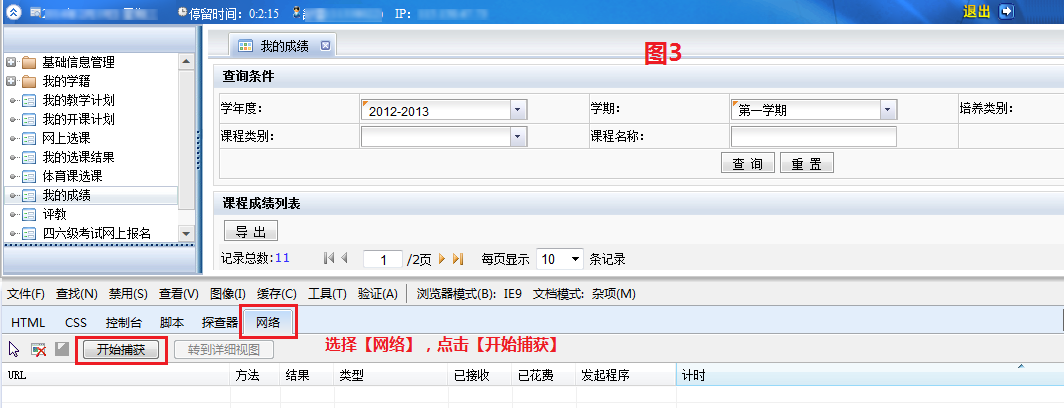 停留时间： 0:2:15 IP： 退出
我的成绩
图3
基础信息管理
我的学籍
我的教学计划
我的开课计划
网上选课
我的选课结果
体育课选课
我的成绩
评教
四六级考试网上报名
查询条件
学年度: 2012-2013 学期: 第一学期 培养类别:
课程类别: 课程名称:
查 询 重 置
课程成绩列表
导 出
记录总数:11 1 /2页 每页显示 10 条记录
文件(F) 查找(N) 禁用(S) 查看(V) 图像(I) 缓存(C) 工具(T) 验证(A) 浏览器模式(B): IE9 文档模式: 杂项(M)
HTML CSS 控制台 脚本 探查器 网络
开始捕获 转到详细视图 选择【网络】，点击【开始捕获】
URL 方法 结果 类型 已接收 已花费 发起程序 计时